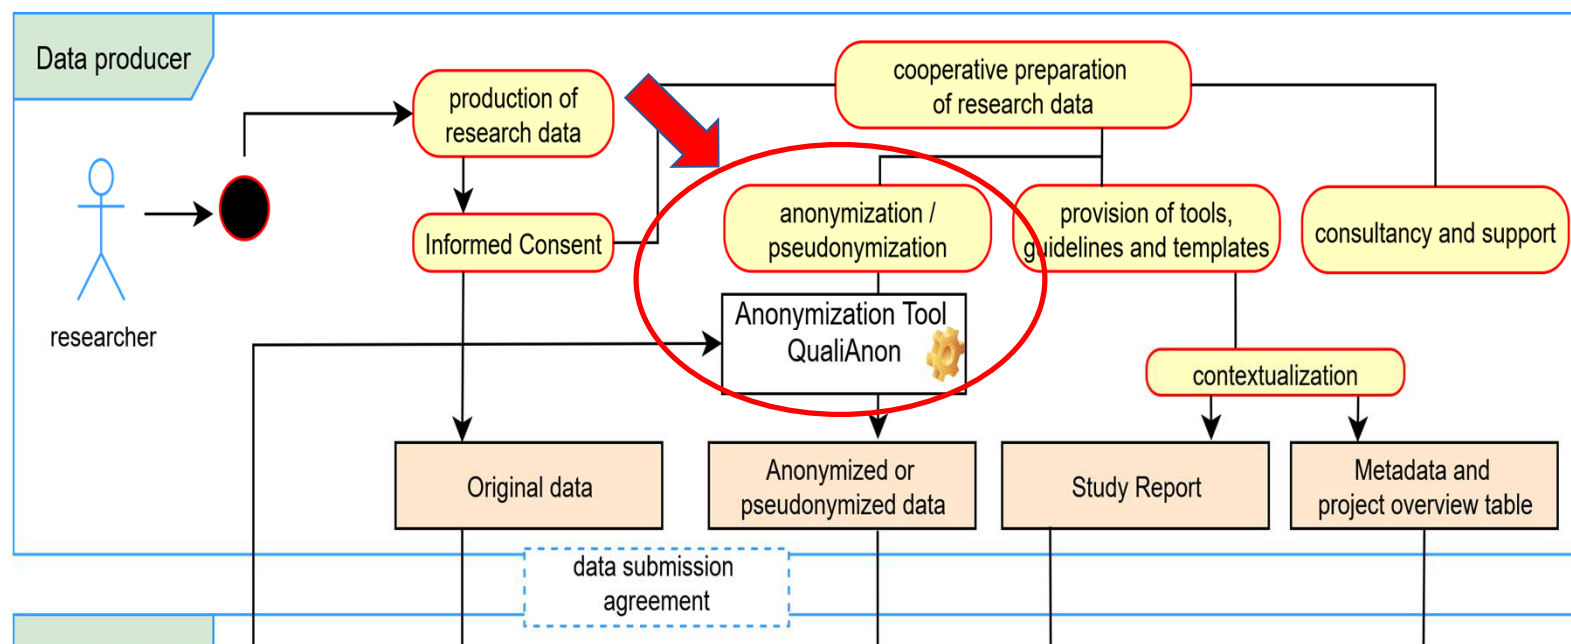 Data producer
production of
research data
cooperative preparation
of research data
Informed Consent
anonymization /
pseudonymization
provision of tools,
guidelines and templates
consultancy and support
researcher
Anonymization Tool
QualiAnon
contextualization
Original data
Anonymized or
pseudonymized data
Study Report
Metadata and
project overview table
data submission
agreement